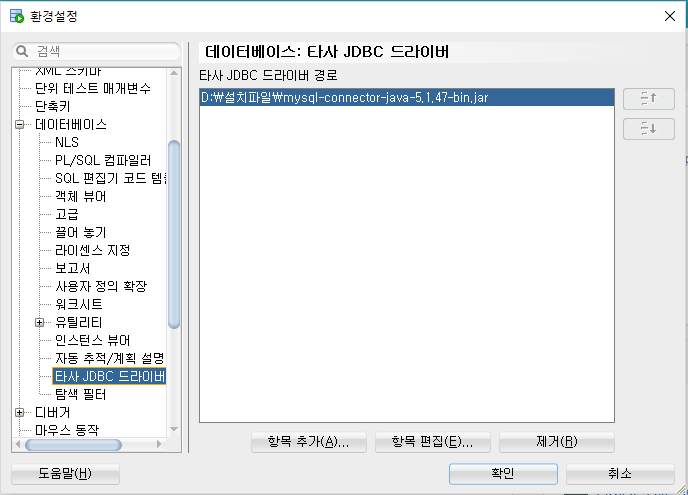 환경설정
검색
데이터베이스: 타사 JDBC 드라이버
타사 JDBC 드라이버 경로
D:₩설치파일₩mysql-connector-java-5.1.47-bin.jar
XML 스키마
단위 테스트 매개변수
단축키
데이터베이스
NLS
PL/SQL 컴파일러
SQL 편집기 코드 템플
객체 뷰어
고급
끌어 놓기
라이센스 지정
보고서
사용자 정의 확장
워크시트
유틸리티
인스턴스 뷰어
자동 추적/계획 설명
타사 JDBC 드라이버
탐색 필터
디버거
마우스 동작
항목 추가(A)... 항목 편집(E)... 제거(R)
도움말(H) 확인 취소